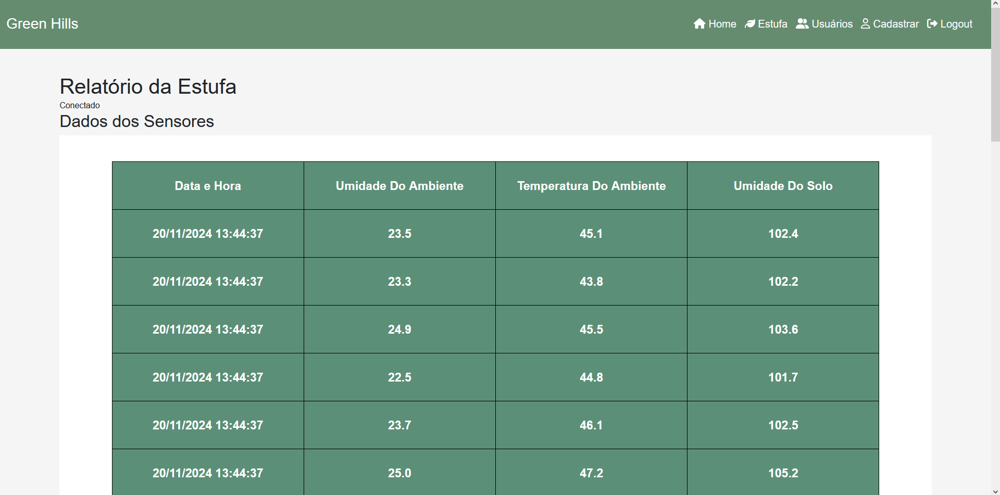 Green Hills
Home Estufa Usuários Cadastrar Logout
Relatório da Estufa
Conectado
Dados dos Sensores
Data e Hora Umidade Do Ambiente Temperatura Do Ambiente Umidade Do Solo
20/11/2024 13:44:37 23.5 45.1 102.4
20/11/2024 13:44:37 23.3 43.8 102.2
20/11/2024 13:44:37 24.9 45.5 103.6
20/11/2024 13:44:37 22.5 44.8 101.7
20/11/2024 13:44:37 23.7 46.1 102.5
20/11/2024 13:44:37 25.0 47.2 105.2